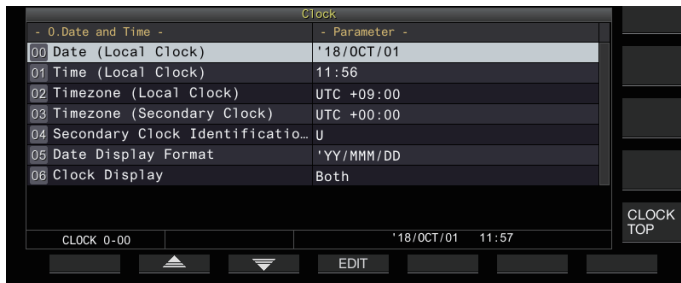 Clock
- 0.Date and Time - - Parameter -
00 Date (Local Clock) '18/OCT/01
01 Time (Local Clock) 11:56
02 Timezone (Local Clock) UTC +09:00
03 Timezone (Secondary Clock) UTC +00:00
04 Secondary Clock Identificatio… U
05 Date Display Format 'YY/MMM/DD
06 Clock Display Both
CLOCK
TOP
CLOCK 0-00 '18/OCT/01 11:57
EDIT